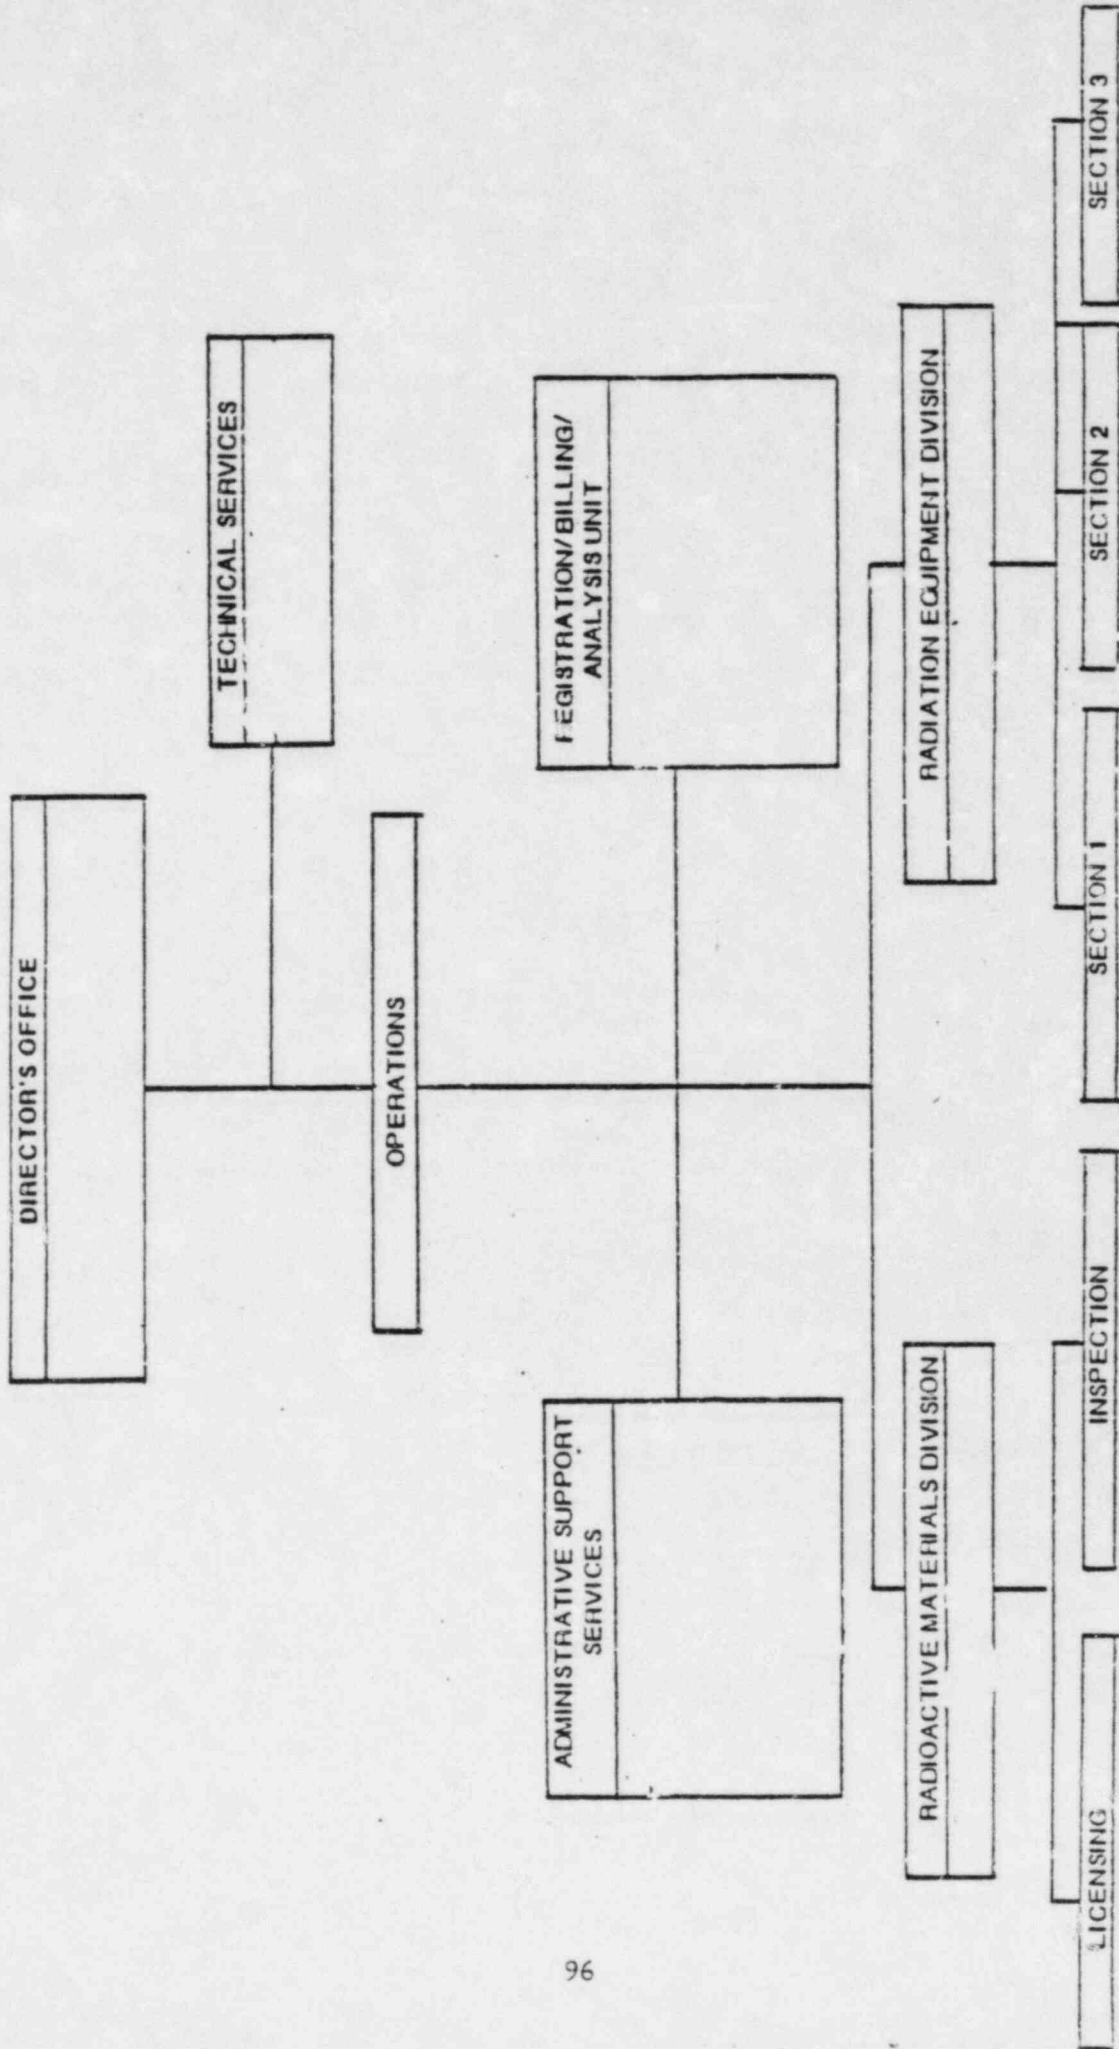 DIRECTOR'S OFFICE
TECHNICAL SERVICES
OPERATIONS
ADMINISTRATIVE SUPPORT
SERVICES
REGISTRATION/BILLING/
ANALYSIS UNIT
RADIOACTIVE MATERIALS DIVISION
RADIATION EQUIPMENT DIVISION
LICENSING
INSPECTION
SECTION 1
SECTION 2
SECTION 3
96